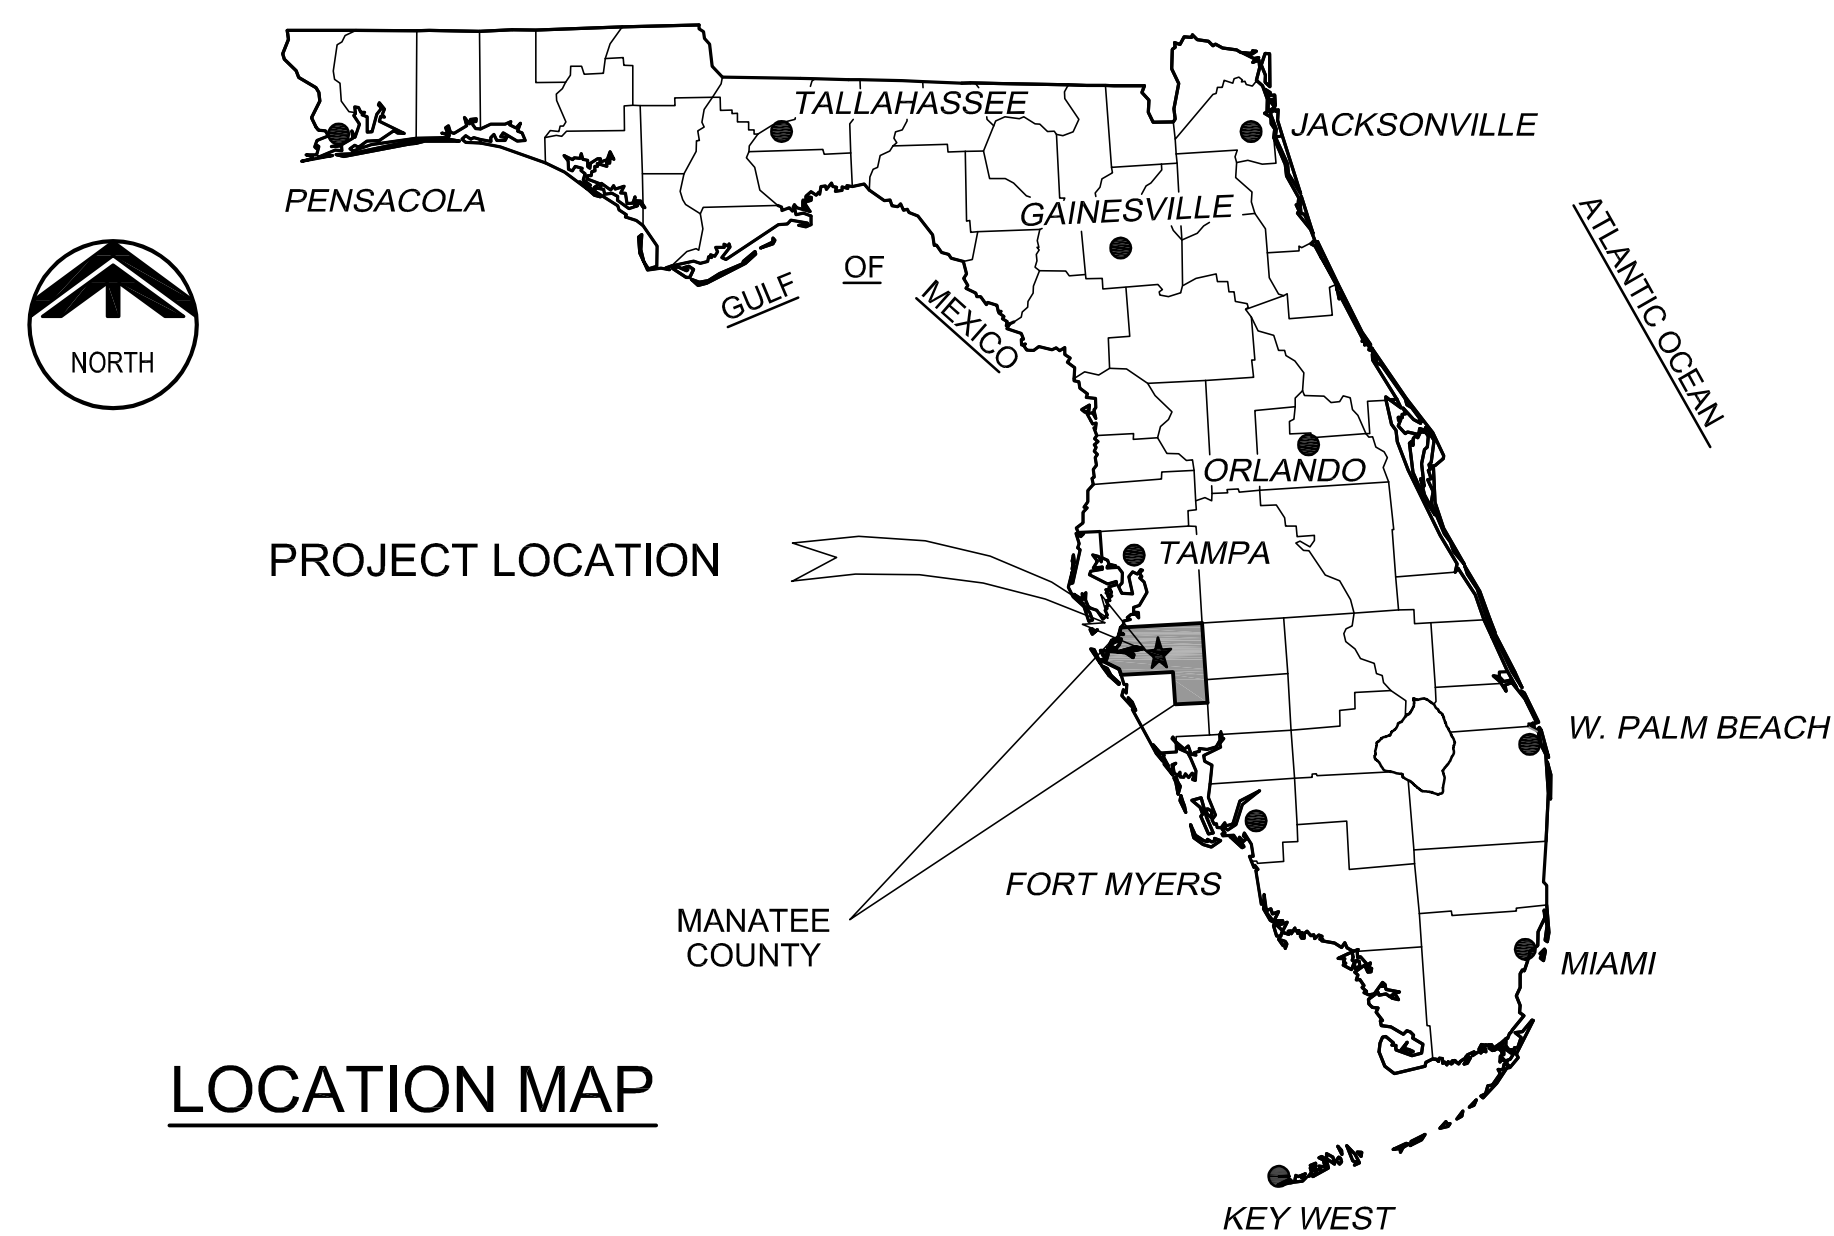 TALLAHASSEE
JACKSONVILLE
PENSACOLA
GAINESVILLE
ATLANTIC OCEAN
GULF OF MEXICO
NORTH
ORLANDO
PROJECT LOCATION
TAMPA
W. PALM BEACH
FORT MYERS
MANATEE
COUNTY
MIAMI
LOCATION MAP
KEY WEST